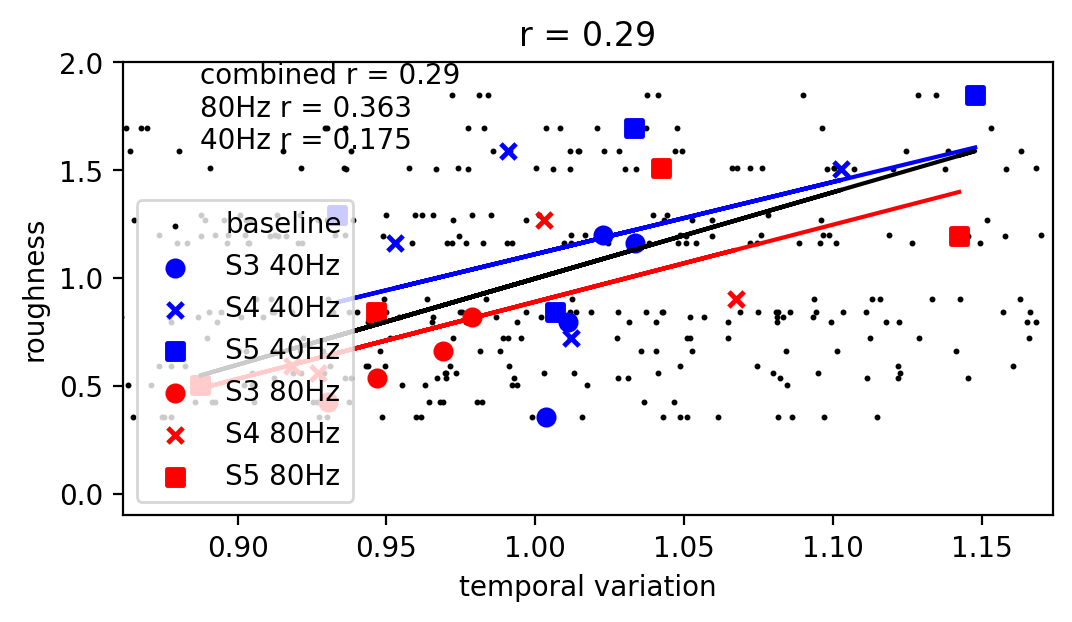 r = 0.29
combined r = 0.29
80Hz r = 0.363
40Hz r = 0.175
roughness
2.0
1.5
1.0
0.5
0.0
baseline
S3 40Hz
S4 40Hz
S5 40Hz
S3 80Hz
S4 80Hz
S5 80Hz
0.90 0.95 1.00 1.05 1.10 1.15
temporal variation